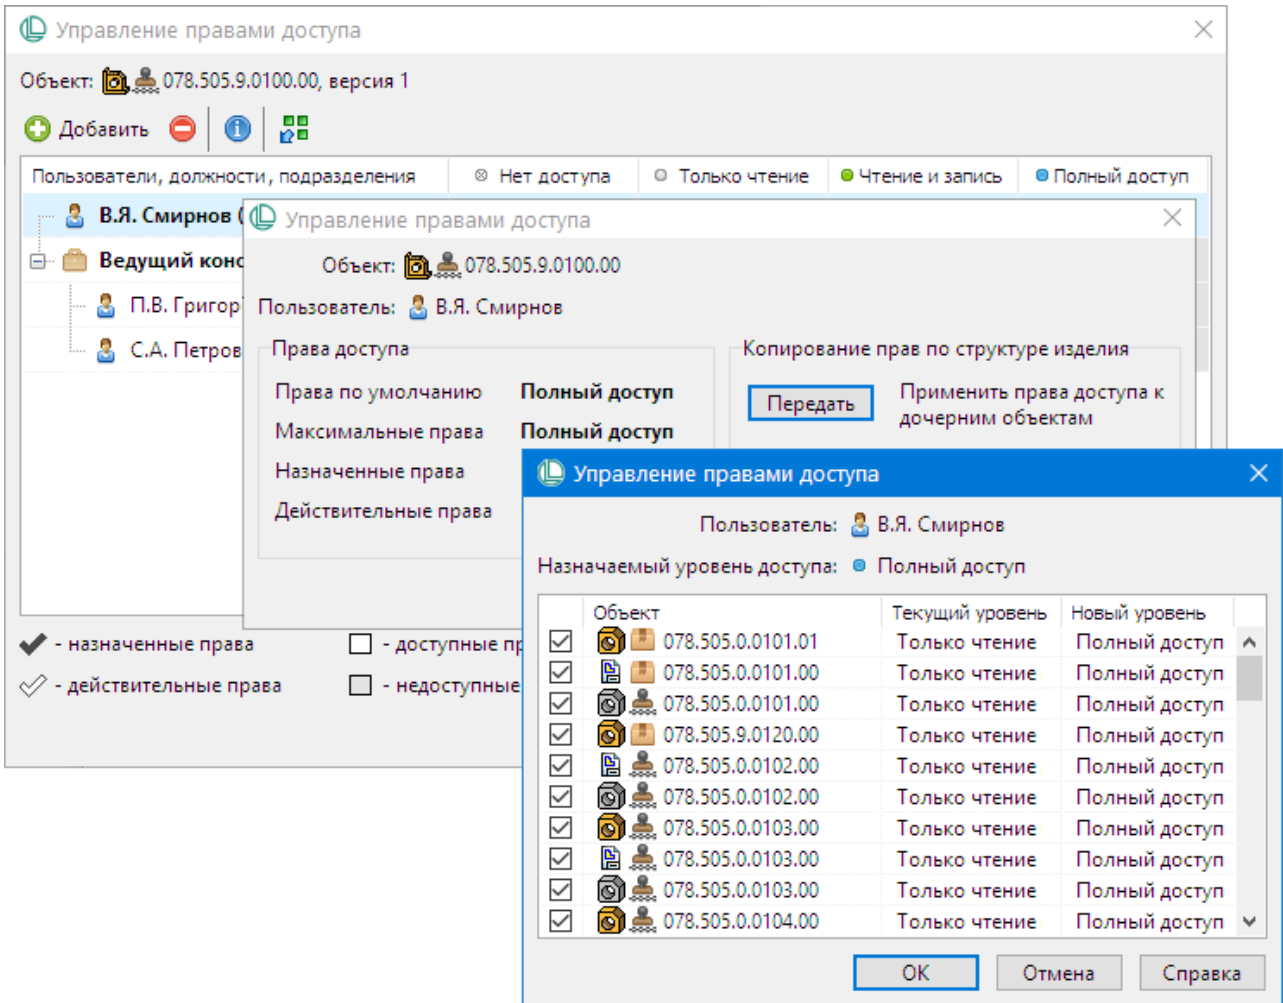 Управление правами доступа
Объект: 078.505.9.0100.00, версия 1
Добавить
Пользователи, должности, подразделения Нет доступа Только чтение Чтение и запись Полный доступ
В.Я. Смирнов (
Ведущий конс
П.В. Григор
С.А. Петров
- назначенные права - доступные пр
- действительные права - недоступные
Управление правами доступа
Объект: 078.505.9.0100.00
Пользователь: В.Я. Смирнов
Права доступа
Права по умолчанию Полный доступ
Максимальные права Полный доступ
Назначенные права
Действительные права
Копирование прав по структуре изделия
Передать
Применить права доступа к
дочерним объектам
Управление правами доступа
Пользователь: В.Я. Смирнов
Назначаемый уровень доступа: Полный доступ
Объект Текущий уровень Новый уровень
078.505.0.0101.01 Только чтение Полный доступ
078.505.0.0101.00 Только чтение Полный доступ
078.505.0.0101.00 Только чтение Полный доступ
078.505.9.0120.00 Только чтение Полный доступ
078.505.0.0102.00 Только чтение Полный доступ
078.505.0.0102.00 Только чтение Полный доступ
078.505.0.0103.00 Только чтение Полный доступ
078.505.0.0103.00 Только чтение Полный доступ
078.505.0.0103.00 Только чтение Полный доступ
078.505.0.0104.00 Только чтение Полный доступ
ОК Отмена Справка